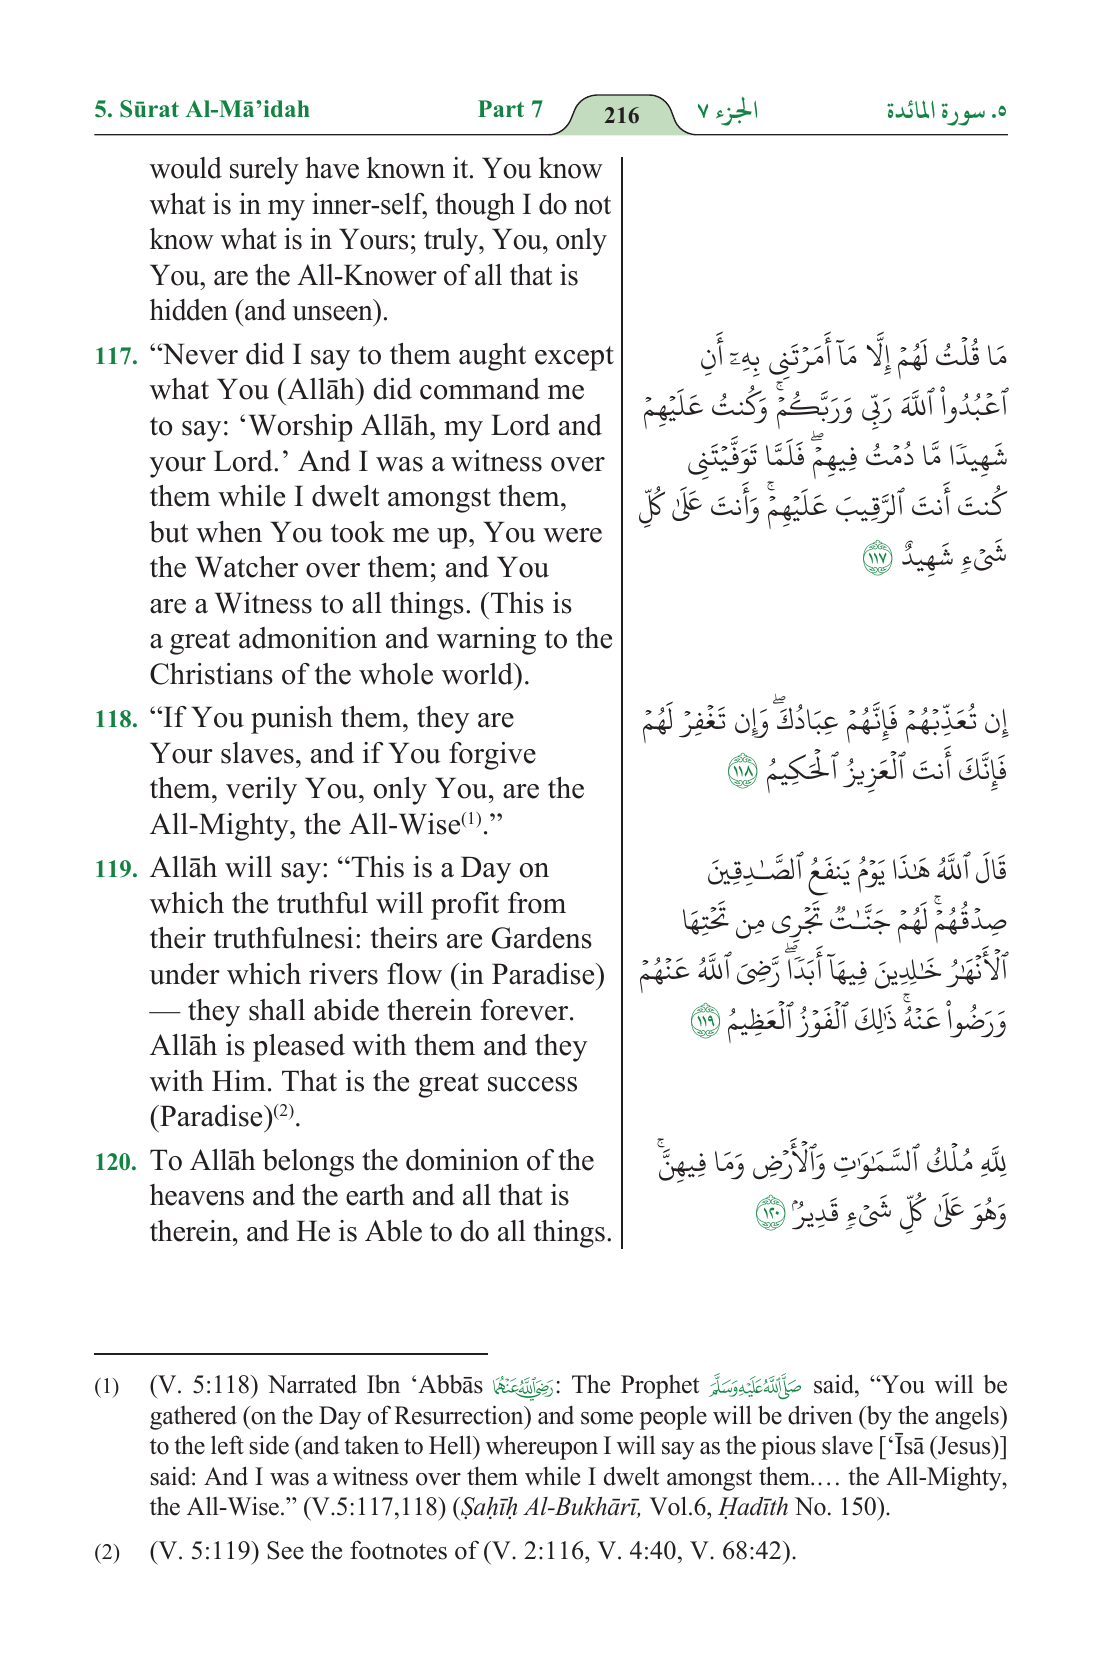 5. Sūrat Al-Mā’idah Part 7 216 الجزء ٧ ٥. سورة المائدة
would surely have known it. You know
what is in my inner-self, though I do not
know what is in Yours; truly, You, only
You, are the All-Knower of all that is
hidden (and unseen).
117. “Never did I say to them aught except
what You (Allāh) did command me
to say: ‘Worship Allāh, my Lord and
your Lord.’ And I was a witness over
them while I dwelt amongst them,
but when You took me up, You were
the Watcher over them; and You
are a Witness to all things. (This is
a great admonition and warning to the
Christians of the whole world).
118. “If You punish them, they are
Your slaves, and if You forgive
them, verily You, only You, are the
All-Mighty, the All-Wise(1).”
119. Allāh will say: “This is a Day on
which the truthful will profit from
their truthfulnesi: theirs are Gardens
under which rivers flow (in Paradise)
— they shall abide therein forever.
Allāh is pleased with them and they
with Him. That is the great success
(Paradise)(2).
120. To Allāh belongs the dominion of the
heavens and the earth and all that is
therein, and He is Able to do all things.
مَا قُلۡتُ لَهُمۡ إِلَّا مَآ أَمَرۡتَنِى بِهِۦٓ أَنِ
ٱعۡبُدُوا۟ ٱللَّهَ رَبِّى وَرَبَّكُمۡۚ وَكُنتُ عَلَيۡهِمۡ
شَهِيدٗا مَّا دُمۡتُ فِيهِمۡۖ فَلَمَّا تَوَفَّيۡتَنِى
كُنتَ أَنتَ ٱلرَّقِيبَ عَلَيۡهِمۡۚ وَأَنتَ عَلَىٰ كُلِّ
شَىۡءٖ شَهِيدٌ ١١٧
إِن تُعَذِّبۡهُمۡ فَإِنَّهُمۡ عِبَادُكَۖ وَإِن تَغۡفِرۡ لَهُمۡ
فَإِنَّكَ أَنتَ ٱلۡعَزِيزُ ٱلۡحَكِيمُ ١١٨
قَالَ ٱللَّهُ هَٰذَا يَوۡمُ يَنفَعُ ٱلصَّـٰدِقِينَ
صِدۡقُهُمۡۚ لَهُمۡ جَنَّـٰتٞ تَجۡرِى مِن تَحۡتِهَا
ٱلۡأَنۡهَـٰرُ خَـٰلِدِينَ فِيهَآ أَبَدٗاۖ رَّضِىَ ٱللَّهُ عَنۡهُمۡ
وَرَضُوا۟ عَنۡهُۚ ذَٰلِكَ ٱلۡفَوۡزُ ٱلۡعَظِيمُ ١١٩
لِلَّهِ مُلۡكُ ٱلسَّمَـٰوَٰتِ وَٱلۡأَرۡضِ وَمَا فِيهِنَّۚ
وَهُوَ عَلَىٰ كُلِّ شَىۡءٖ قَدِيرُۢ ١٢٠
(1) (V. 5:118) Narrated Ibn ‘Abbās رضي الله عنهما: The Prophet صلى الله عليه وسلم said, “You will be
gathered (on the Day of Resurrection) and some people will be driven (by the angels)
to the left side (and taken to Hell) whereupon I will say as the pious slave [‘Īsā (Jesus)]
said: And I was a witness over them while I dwelt amongst them.… the All-Mighty,
the All-Wise.” (V.5:117,118) (Ṣaḥīḥ Al-Bukhārī, Vol.6, Ḥadīth No. 150).
(2) (V. 5:119) See the footnotes of (V. 2:116, V. 4:40, V. 68:42).